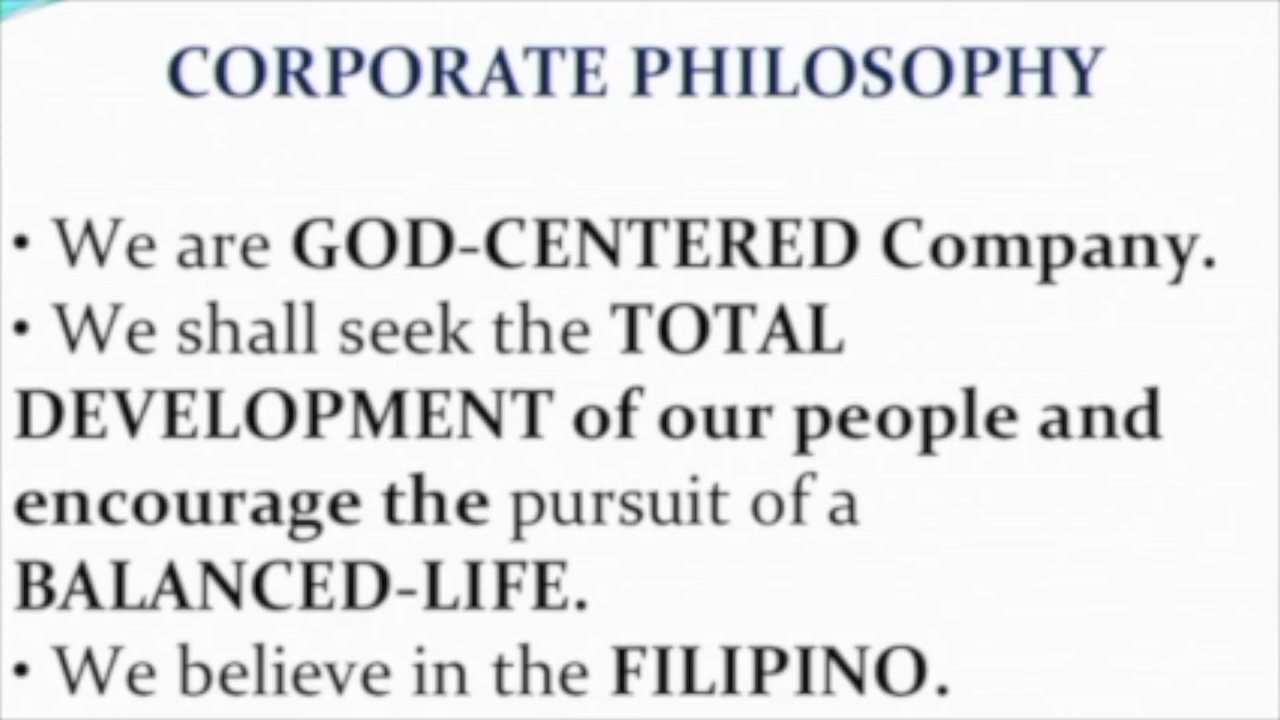 CORPORATE PHILOSOPHY
• We are GOD-CENTERED Company.
• We shall seek the TOTAL
DEVELOPMENT of our people and
encourage the pursuit of a
BALANCED-LIFE.
• We believe in the FILIPINO.